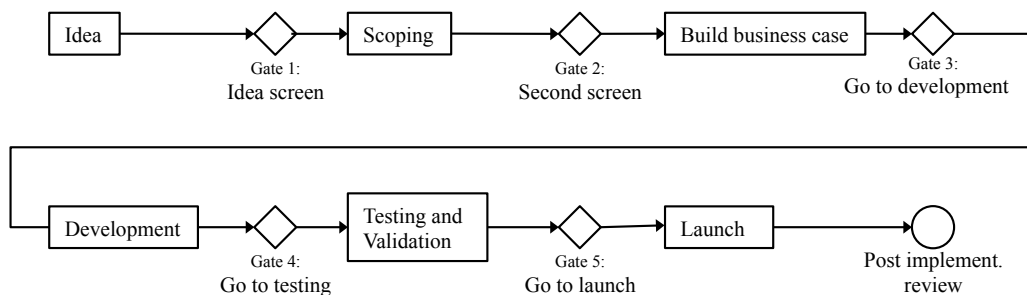 Idea
Scoping
Build business case
Gate 1:
Idea screen
Gate 2:
Second screen
Gate 3:
Go to development
Development
Testing and
Validation
Launch
Gate 4:
Go to testing
Gate 5:
Go to launch
Post implement.
review